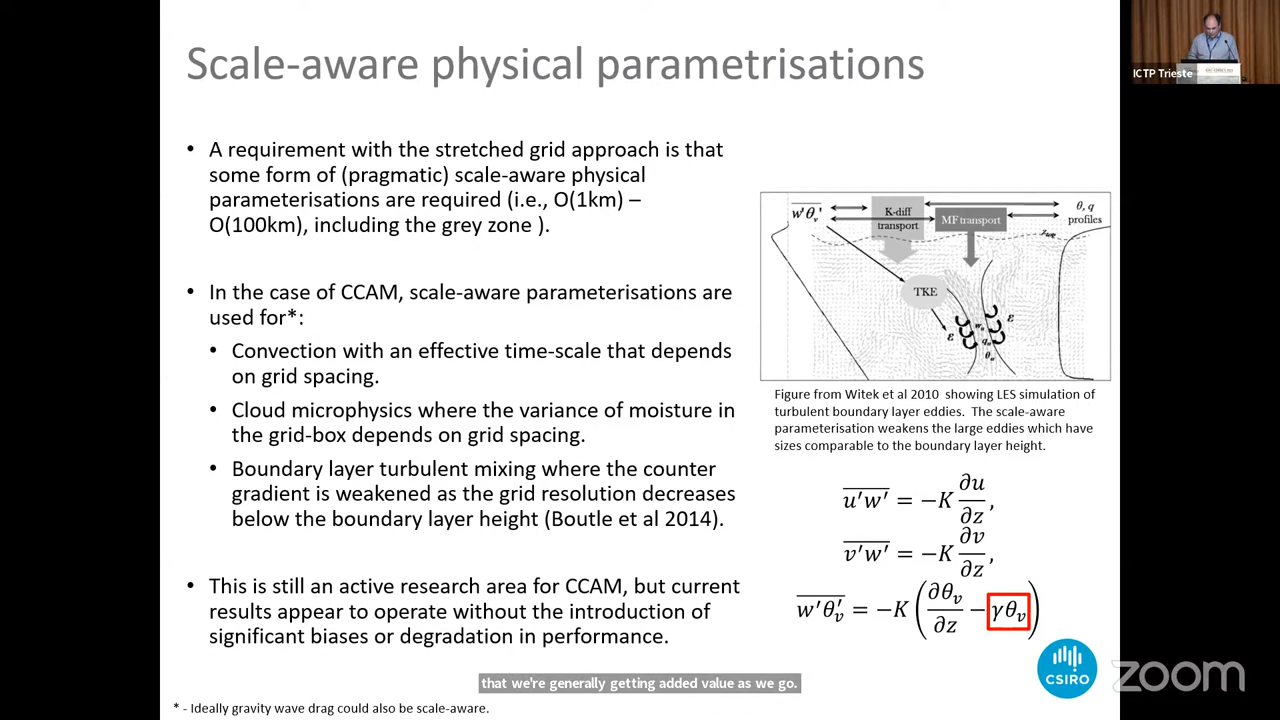 Scale-aware physical parametrisations
ICTP Trieste
• A requirement with the stretched grid approach is that
some form of (pragmatic) scale-aware physical
parameterisations are required (i.e., O(1km) –
O(100km), including the grey zone ).
• In the case of CCAM, scale-aware parameterisations are
used for*:
• Convection with an effective time-scale that depends
on grid spacing.
• Cloud microphysics where the variance of moisture in
the grid-box depends on grid spacing.
• Boundary layer turbulent mixing where the counter
gradient is weakened as the grid resolution decreases
below the boundary layer height (Boutle et al 2014).
• This is still an active research area for CCAM, but current
results appear to operate without the introduction of
significant biases or degradation in performance.
w'θᵥ'
K-diff
transport
MF transport
θ, q
profiles
TKE
ε
ε
wᵤ
qᵤ
θᵤ
Figure from Witek et al 2010 showing LES simulation of
turbulent boundary layer eddies. The scale-aware
parameterisation weakens the large eddies which have
sizes comparable to the boundary layer height.
u'w' = −K ∂u/∂z,
v'w' = −K ∂v/∂z,
w'θ'ᵥ = −K (∂θᵥ/∂z − γθᵥ)
that we're generally getting added value as we go.
CSIRO
zoom
* - Ideally gravity wave drag could also be scale-aware.